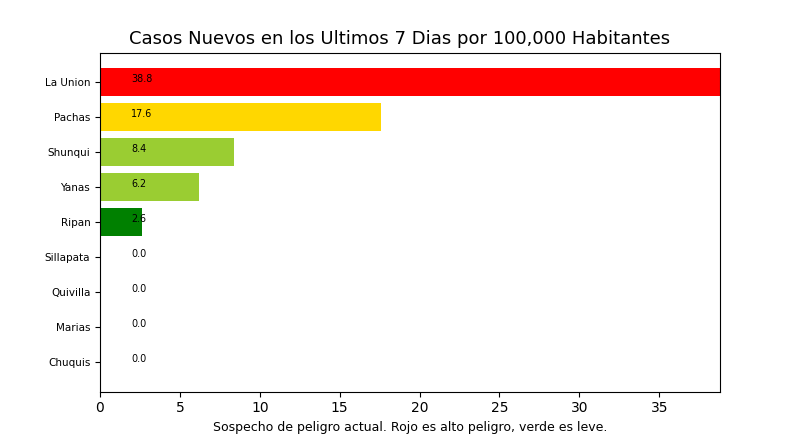 Casos Nuevos en los Ultimos 7 Dias por 100,000 Habitantes
La Union 38.8
Pachas 17.6
Shunqui 8.4
Yanas 6.2
Ripan 2.6
Sillapata 0.0
Quivilla 0.0
Marias 0.0
Chuquis 0.0
0 5 10 15 20 25 30 35
Sospecho de peligro actual. Rojo es alto peligro, verde es leve.